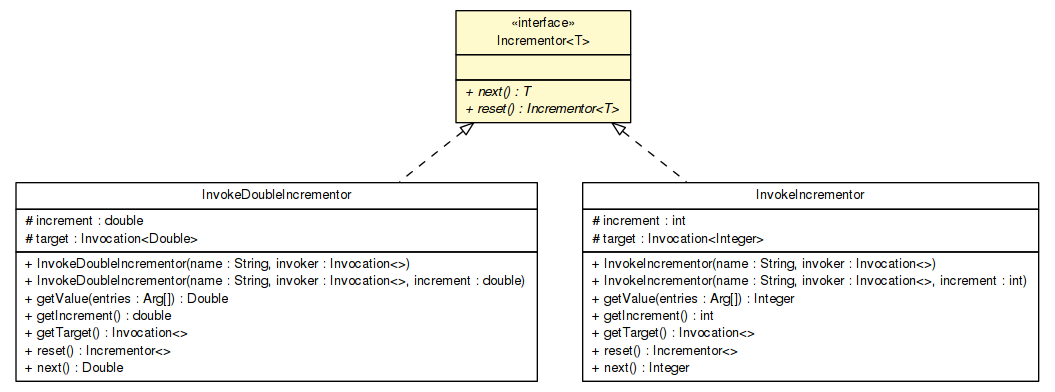 «interface»
Incrementor<T>
+ next() : T
+ reset() : Incrementor<T>
InvokeDoubleIncrementor
# increment : double
# target : Invocation<Double>
+ InvokeDoubleIncrementor(name : String, invoker : Invocation<>)
+ InvokeDoubleIncrementor(name : String, invoker : Invocation<>, increment : double)
+ getValue(entries : Arg[]) : Double
+ getIncrement() : double
+ getTarget() : Invocation<>
+ reset() : Incrementor<>
+ next() : Double
InvokeIncrementor
# increment : int
# target : Invocation<Integer>
+ InvokeIncrementor(name : String, invoker : Invocation<>)
+ InvokeIncrementor(name : String, invoker : Invocation<>, increment : int)
+ getValue(entries : Arg[]) : Integer
+ getIncrement() : int
+ getTarget() : Invocation<>
+ reset() : Incrementor<>
+ next() : Integer